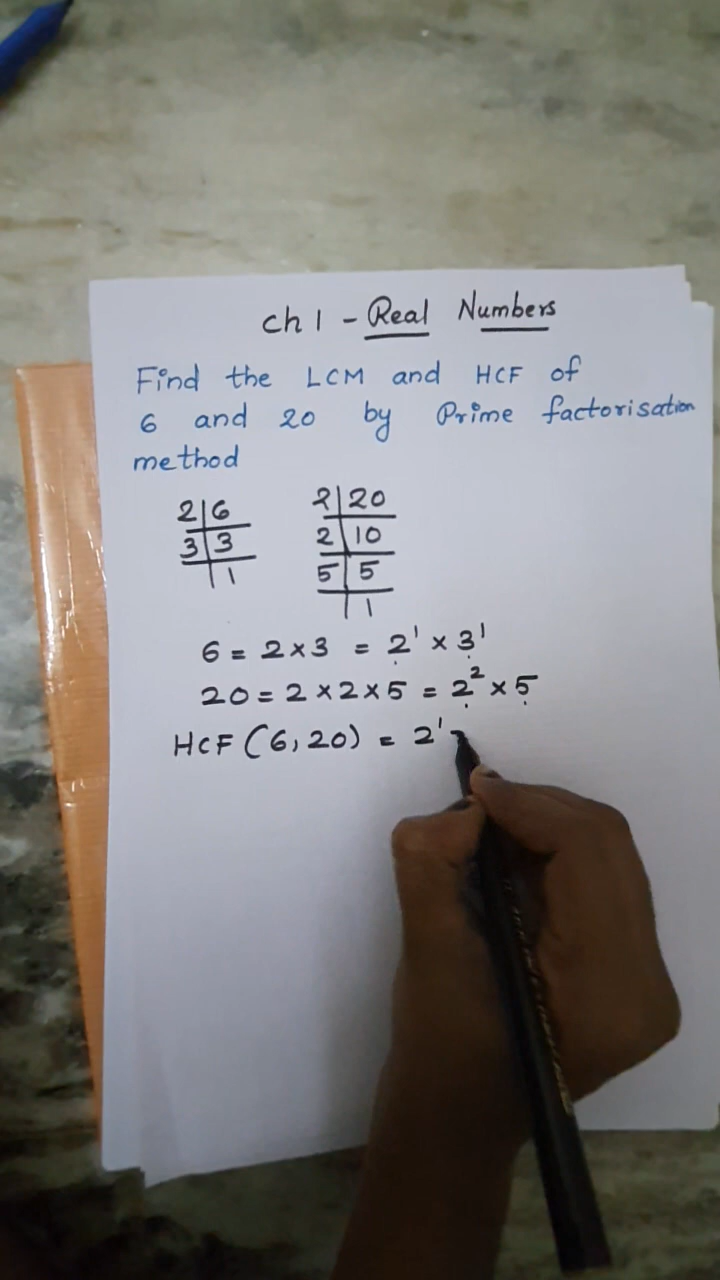 Ch 1 - Real Numbers
Find the LCM and HCF of
6 and 20 by Prime factorisation
method
2|6 2|20
3|3 2|10
|1 5|5
|1
6 = 2 × 3 = 2¹ × 3¹
20 = 2 × 2 × 5 = 2² × 5
HCF (6, 20) = 2¹